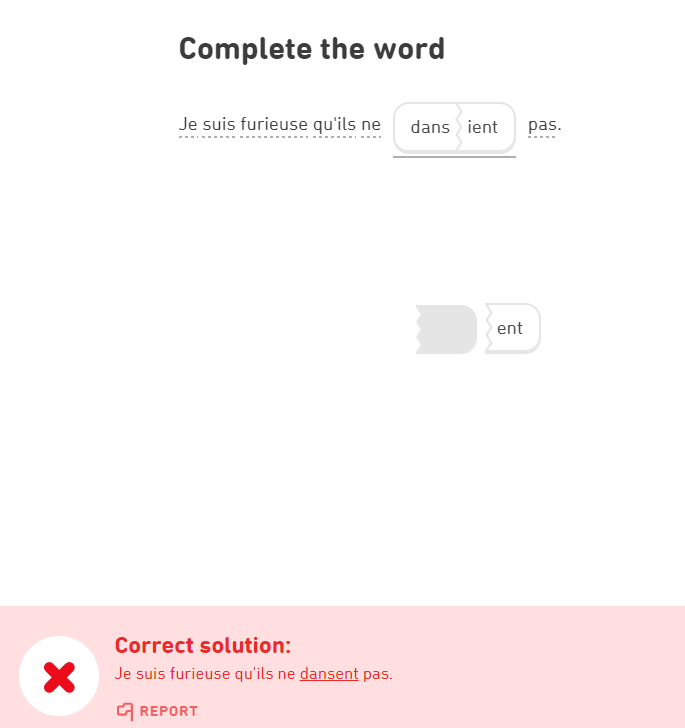 Complete the word
Je suis furieuse qu'ils ne dans ient pas.
ent
Correct solution:
Je suis furieuse qu'ils ne dansent pas.
REPORT